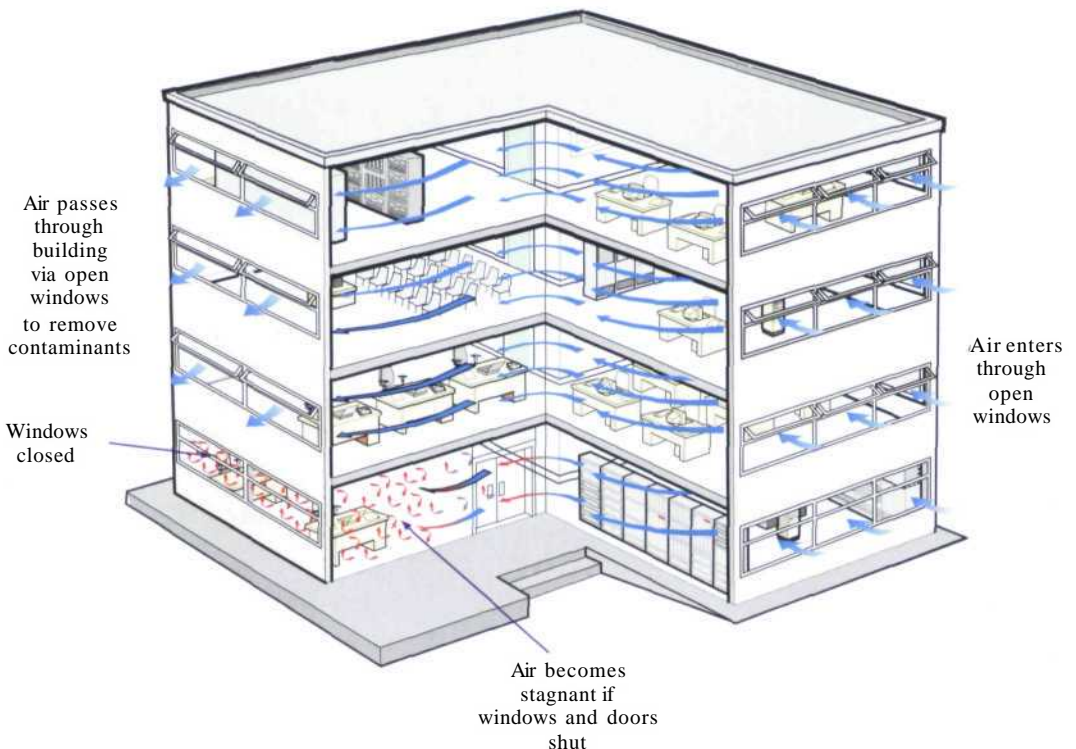 Air passes
through
building
via open
windows
to remove
contaminants
Windows
closed
Air enters
through
open
windows
Air becomes
stagnant if
windows and doors
shut